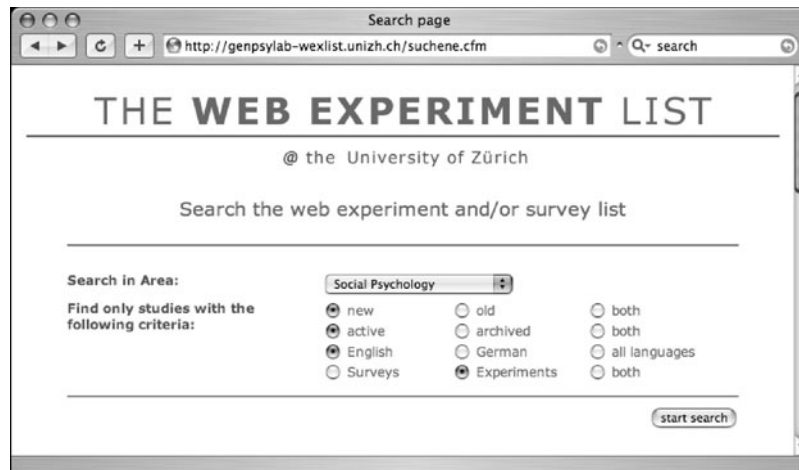 Search page
http://genpsylab-wexlist.unizh.ch/suchene.cfm
search
THE WEB EXPERIMENT LIST
@ the University of Zürich
Search the web experiment and/or survey list
Search in Area: Social Psychology
Find only studies with the following criteria:
new old both
active archived both
English German all languages
Surveys Experiments both
start search